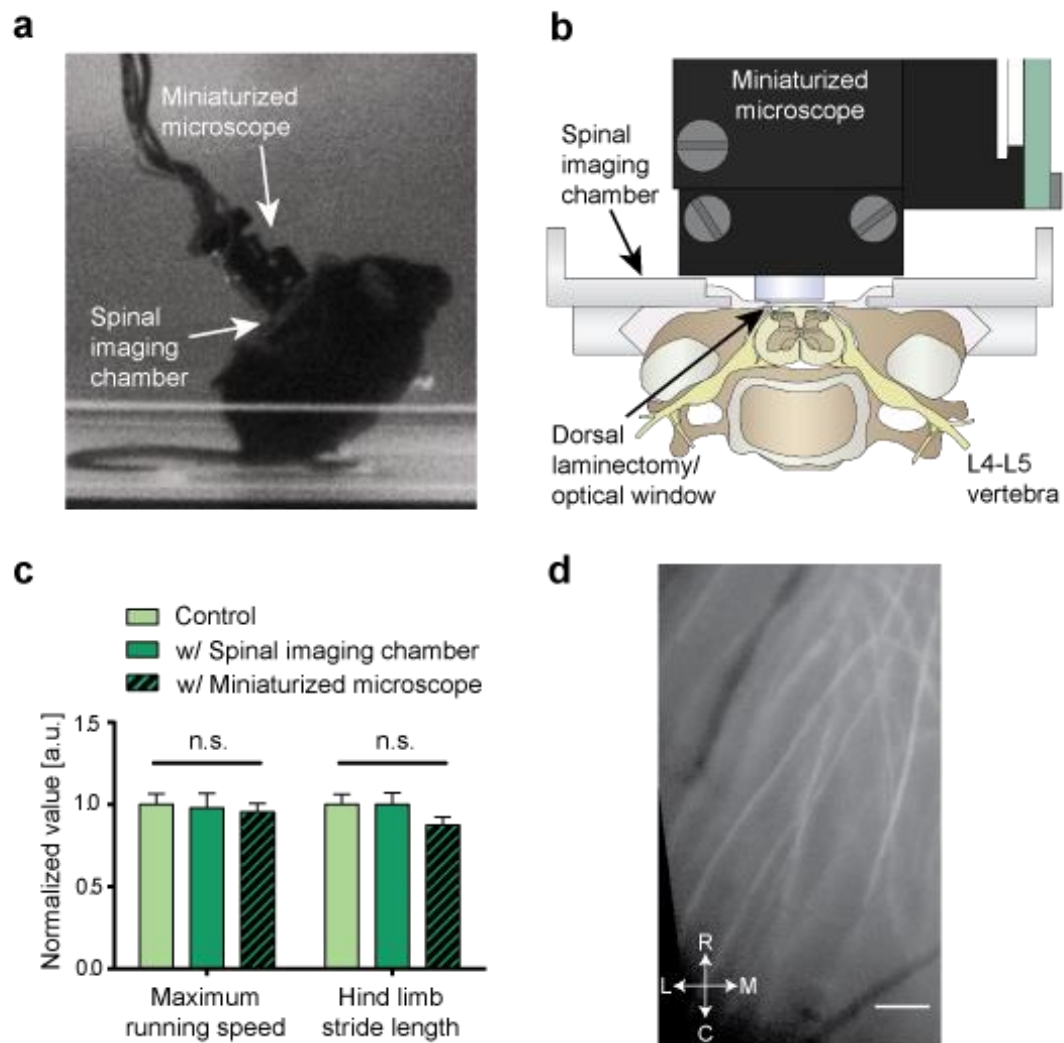 a
Miniaturized
microscope
Spinal
imaging
chamber
b
Miniaturized
microscope
Spinal
imaging
chamber
Dorsal
laminectomy/
optical window
L4-L5
vertebra
c
Control
w/ Spinal imaging chamber
w/ Miniaturized microscope
Normalized value [a.u.]
1.5
1.0
0.5
0.0
n.s.
n.s.
Maximum
running speed
Hind limb
stride length
d
R
L
M
C